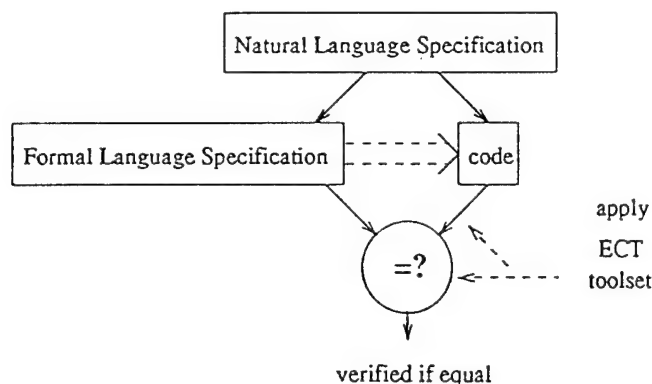 Natural Language Specification
Formal Language Specification
code
apply
=?
ECT
toolset
verified if equal